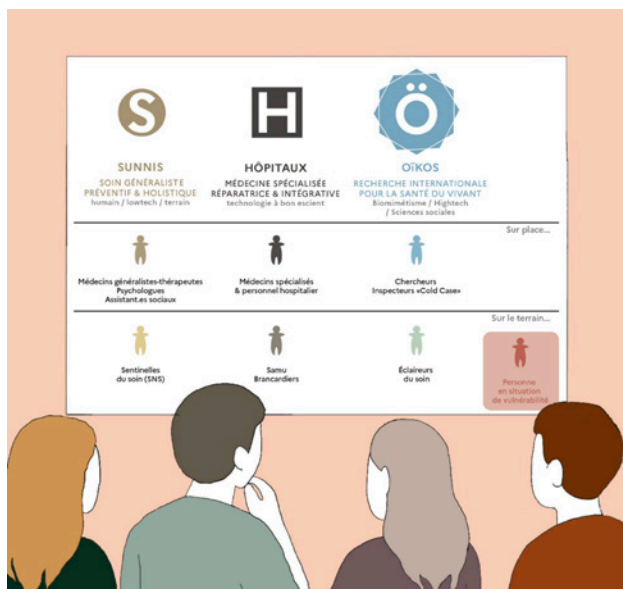 S
H
Ö
SUNNIS
SOIN GÉNÉRALISTE
PRÉVENTIF & HOLISTIQUE
humain / lowtech / terrain
HÔPITAUX
MÉDECINE SPÉCIALISÉE
RÉPARATRICE & INTÉGRATIVE
technologie à bon escient
OïKOS
RECHERCHE INTERNATIONALE
POUR LA SANTÉ DU VIVANT
Biomimétisme / Hightech
/ Sciences sociales
Sur place...
Médecins généralistes-thérapeutes
Psychologues
Assistant.es sociaux
Médecins spécialisés
& personnel hospitalier
Chercheurs
Inspecteurs «Cold Case»
Sur le terrain...
Sentinelles
du soin (SNS)
Samu
Brancardiers
Éclaireurs
du soin
Personne
en situation
de vulnérabilité